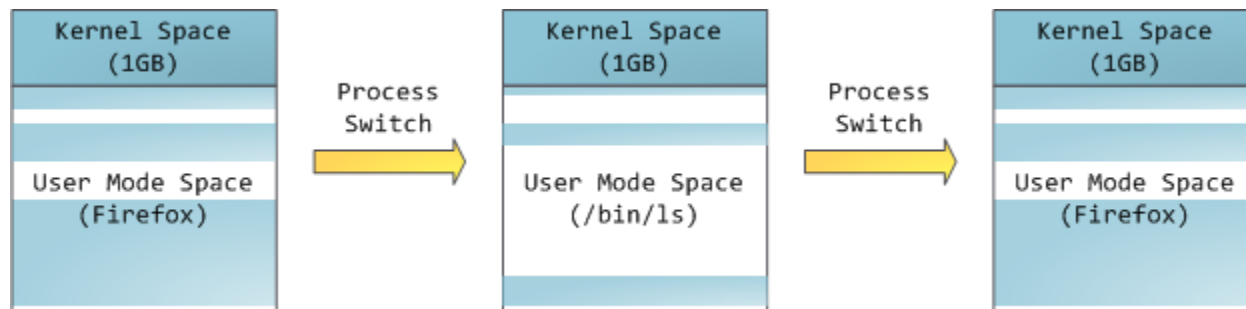 Kernel Space
(1GB)
User Mode Space
(Firefox)
Process
Switch
Kernel Space
(1GB)
User Mode Space
(/bin/ls)
Process
Switch
Kernel Space
(1GB)
User Mode Space
(Firefox)